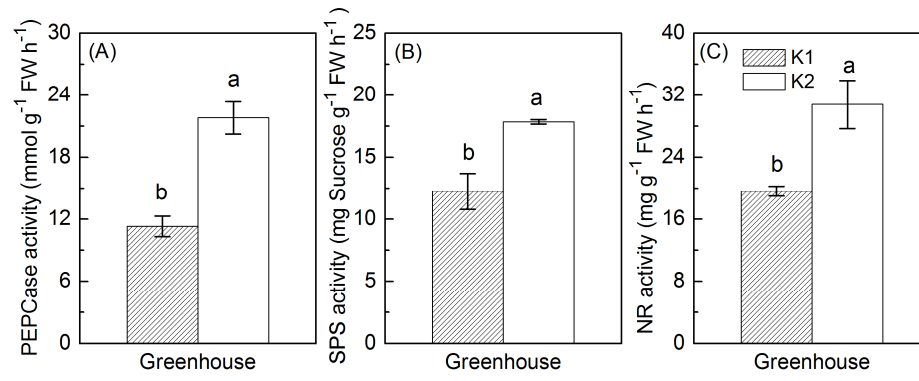 PEPCase activity (mmol g⁻¹ FW h⁻¹)
30
24
18
12
6
0
(A)
b
a
Greenhouse
SPS activity (mg Sucrose g⁻¹ FW h⁻¹)
25
20
15
10
5
0
(B)
b
a
Greenhouse
NR activity (mg g⁻¹ FW h⁻¹)
40
32
24
16
8
0
(C)
K1
K2
b
a
Greenhouse